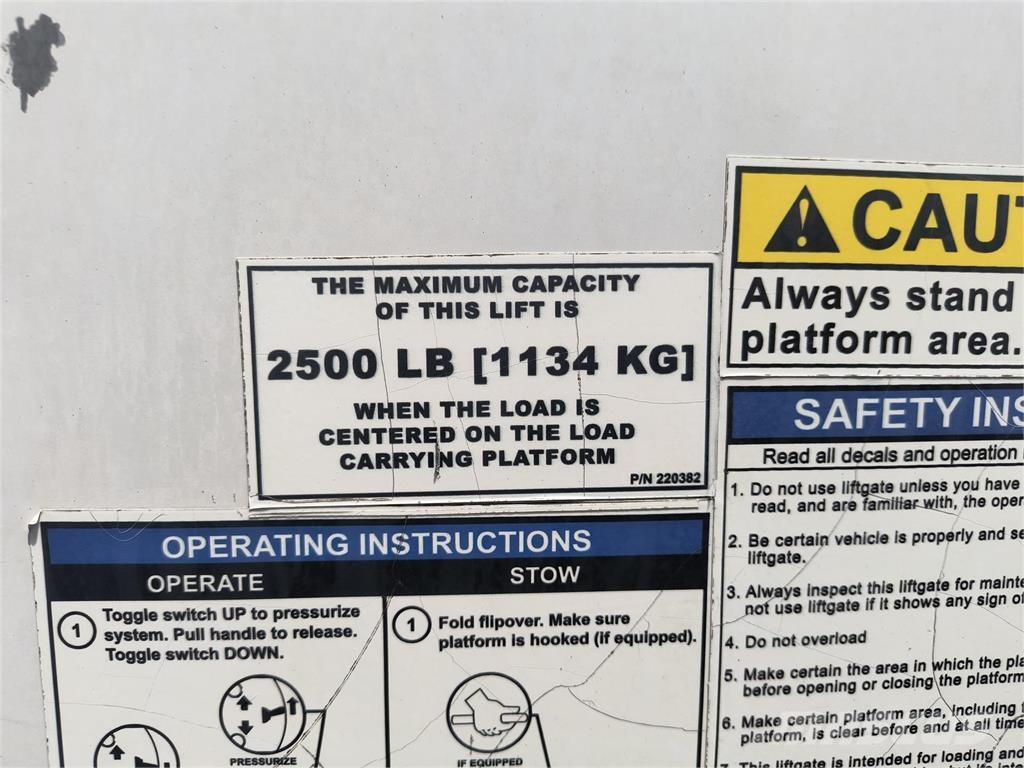 THE MAXIMUM CAPACITY
OF THIS LIFT IS
2500 LB [1134 KG]
WHEN THE LOAD IS
CENTERED ON THE LOAD
CARRYING PLATFORM
P/N 220382
OPERATING INSTRUCTIONS
OPERATE
STOW
1 Toggle switch UP to pressurize
system. Pull handle to release.
Toggle switch DOWN.
PRESSURIZE
1 Fold flipover. Make sure
platform is hooked (if equipped).
IF EQUIPPED
CAU
Always stand
platform area.
SAFETY INS
Read all decals and operation
1. Do not use liftgate unless you have
read, and are familiar with, the oper
2. Be certain vehicle is properly and se
liftgate.
3. Always inspect this liftgate for mainte
not use liftgate if it shows any sign of
4. Do not overload
5. Make certain the area in which the pla
before opening or closing the platform
6. Make certain platform area, including
platform, is clear before and at all time
7. This liftgate is intended for loading and